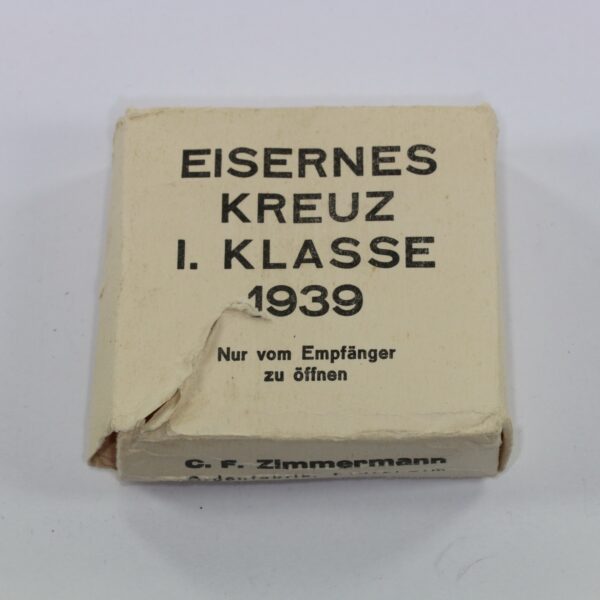 EISERNES
KREUZ
I. KLASSE
1939
Nur vom Empfänger
zu öffnen
C. F. Zimmermann